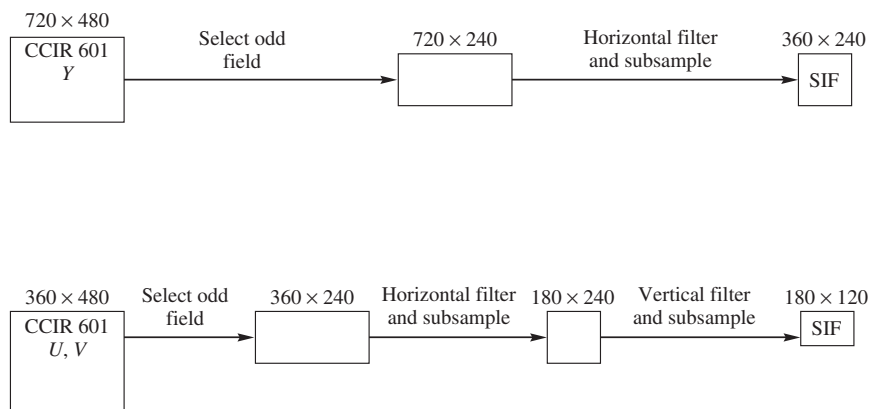 720 × 480
CCIR 601
Y
Select odd
field
720 × 240
Horizontal filter
and subsample
360 × 240
SIF
360 × 480
CCIR 601
U, V
Select odd
field
360 × 240
Horizontal filter
and subsample
180 × 240
Vertical filter
and subsample
180 × 120
SIF